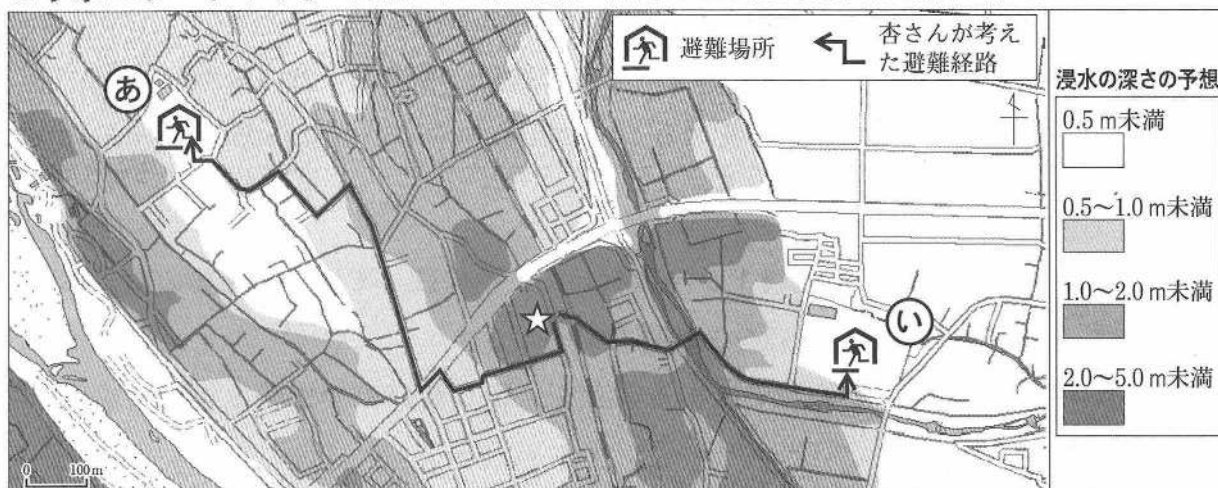 避難場所
杏さんが考え
た避難経路
浸水の深さの予想
0.5 m未満
0.5〜1.0 m未満
1.0〜2.0 m未満
2.0〜5.0 m未満
あ
い
0 100m